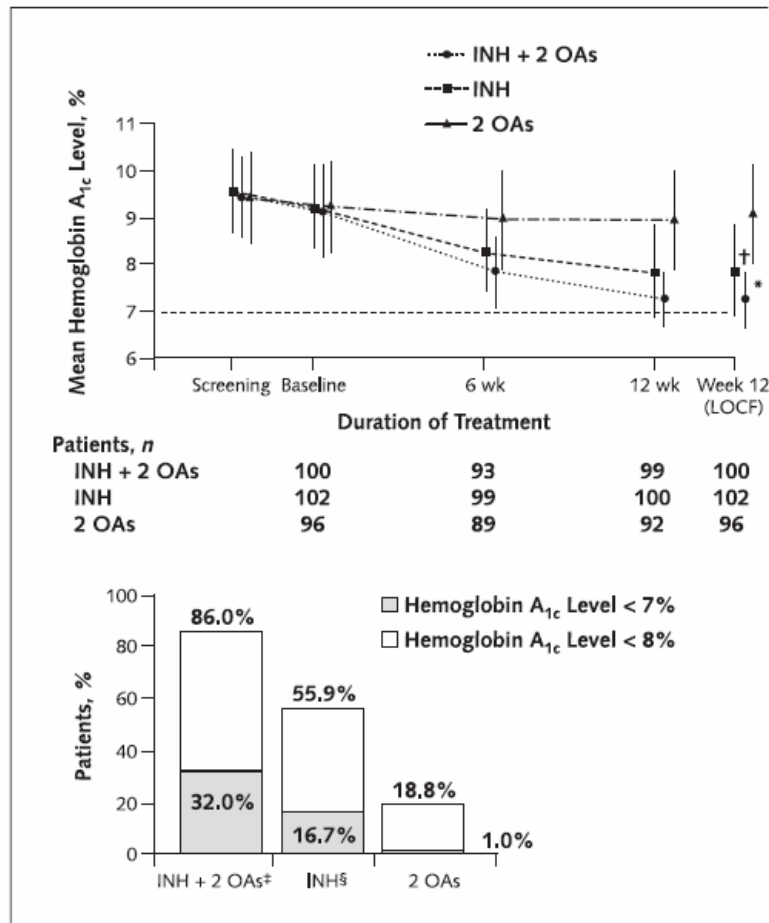 INH + 2 OAs
INH
2 OAs
Mean Hemoglobin A1c Level, %
11
10
9
8
7
6
†
*
Screening Baseline 6 wk 12 wk Week 12
(LOCF)
Duration of Treatment
Patients, n
INH + 2 OAs 100 93 99 100
INH 102 99 100 102
2 OAs 96 89 92 96
Patients, %
100
80
60
40
20
0
Hemoglobin A1c Level < 7%
Hemoglobin A1c Level < 8%
86.0%
55.9%
18.8%
32.0%
16.7%
1.0%
INH + 2 OAs‡ INH§ 2 OAs